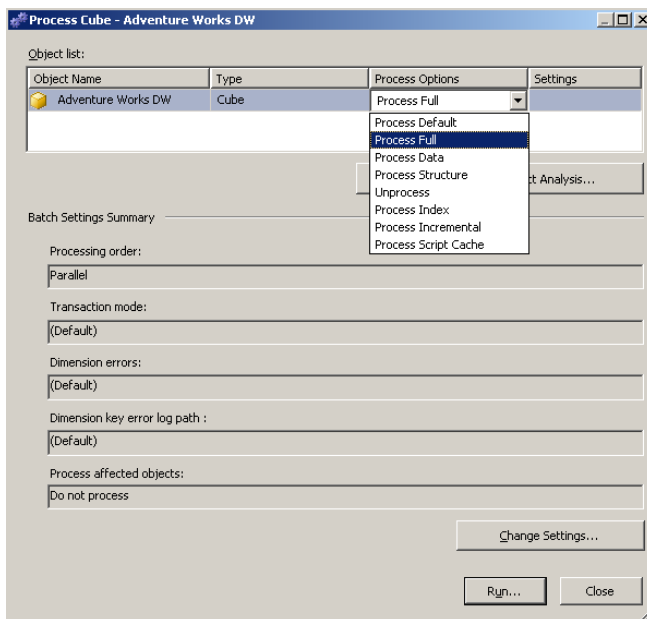 Process Cube - Adventure Works DW
Object list:
Object Name Type Process Options Settings
Adventure Works DW Cube Process Full
Process Default
Process Full
Process Data
Process Structure
Unprocess
Process Index
Process Incremental
Process Script Cache
Analysis...
Batch Settings Summary
Processing order:
Parallel
Transaction mode:
(Default)
Dimension errors:
(Default)
Dimension key error log path :
(Default)
Process affected objects:
Do not process
Change Settings...
Run... Close